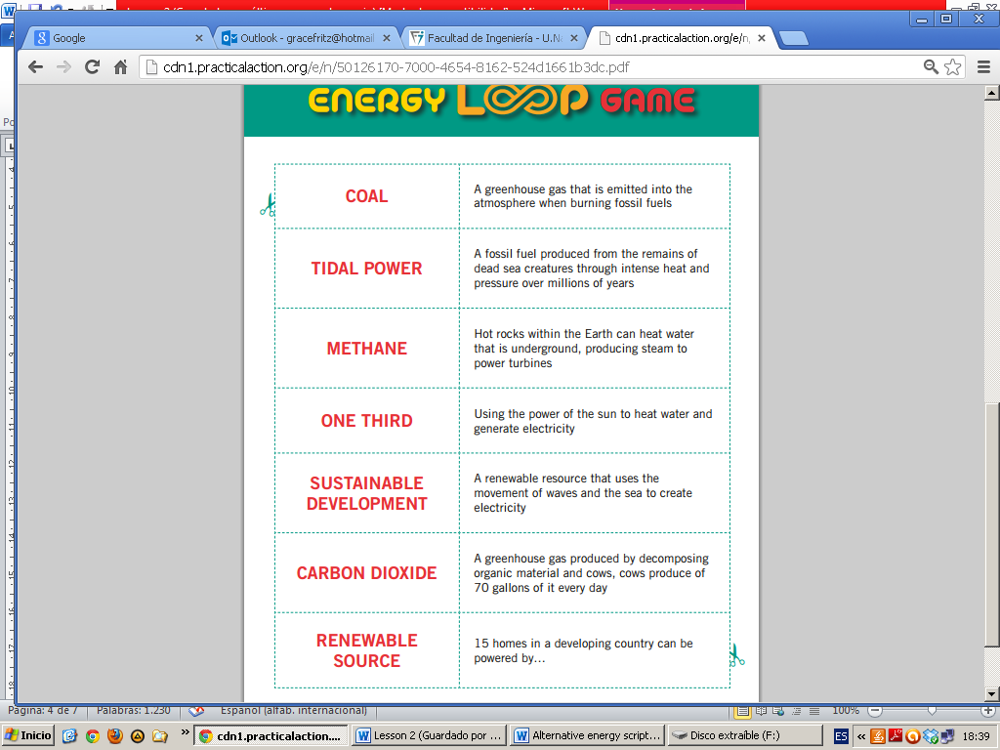 Google
Outlook - gracefritz@hotmai
Facultad de Ingeniería - U.N
cdn1.practicalaction.org/e/n
cdn1.practicalaction.org/e/n/50126170-7000-4654-8162-524d1661b3dc.pdf
ENERGY LOOP GAME
COAL
A greenhouse gas that is emitted into the
atmosphere when burning fossil fuels
TIDAL POWER
A fossil fuel produced from the remains of
dead sea creatures through intense heat and
pressure over millions of years
METHANE
Hot rocks within the Earth can heat water
that is underground, producing steam to
power turbines
ONE THIRD
Using the power of the sun to heat water and
generate electricity
SUSTAINABLE
DEVELOPMENT
A renewable resource that uses the
movement of waves and the sea to create
electricity
CARBON DIOXIDE
A greenhouse gas produced by decomposing
organic material and cows, cows produce of
70 gallons of it every day
RENEWABLE
SOURCE
15 homes in a developing country can be
powered by...
Página: 4 de 7 Palabras: 1.230 Español (alfab. internacional) 100%
Inicio cdn1.practicalaction.... Lesson 2 (Guardado por ... Alternative energy script... Disco extraíble (F:) ES 18:39